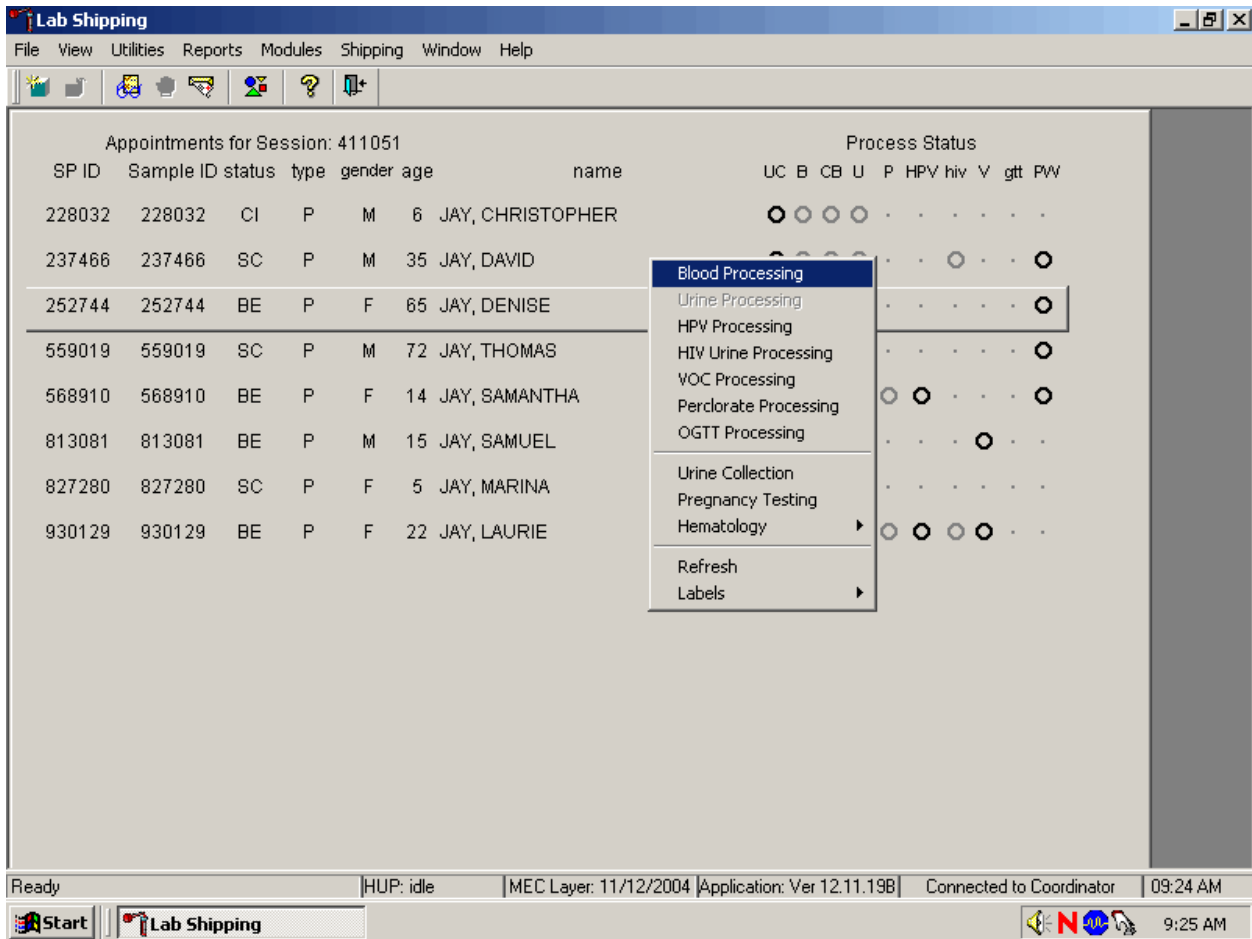 Lab Shipping
File View Utilities Reports Modules Shipping Window Help
Appointments for Session: 411051 Process Status
SP ID Sample ID status type gender age name UC B CB U P HPV hiv V gtt PW
228032 228032 CI P M 6 JAY, CHRISTOPHER
237466 237466 SC P M 35 JAY, DAVID
252744 252744 BE P F 65 JAY, DENISE
559019 559019 SC P M 72 JAY, THOMAS
568910 568910 BE P F 14 JAY, SAMANTHA
813081 813081 BE P M 15 JAY, SAMUEL
827280 827280 SC P F 5 JAY, MARINA
930129 930129 BE P F 22 JAY, LAURIE
Blood Processing
Urine Processing
HPV Processing
HIV Urine Processing
VOC Processing
Perclorate Processing
OGTT Processing
Urine Collection
Pregnancy Testing
Hematology
Refresh
Labels
Ready HUP: idle MEC Layer: 11/12/2004 Application: Ver 12.11.19B Connected to Coordinator 09:24 AM
Start Lab Shipping N 9:25 AM